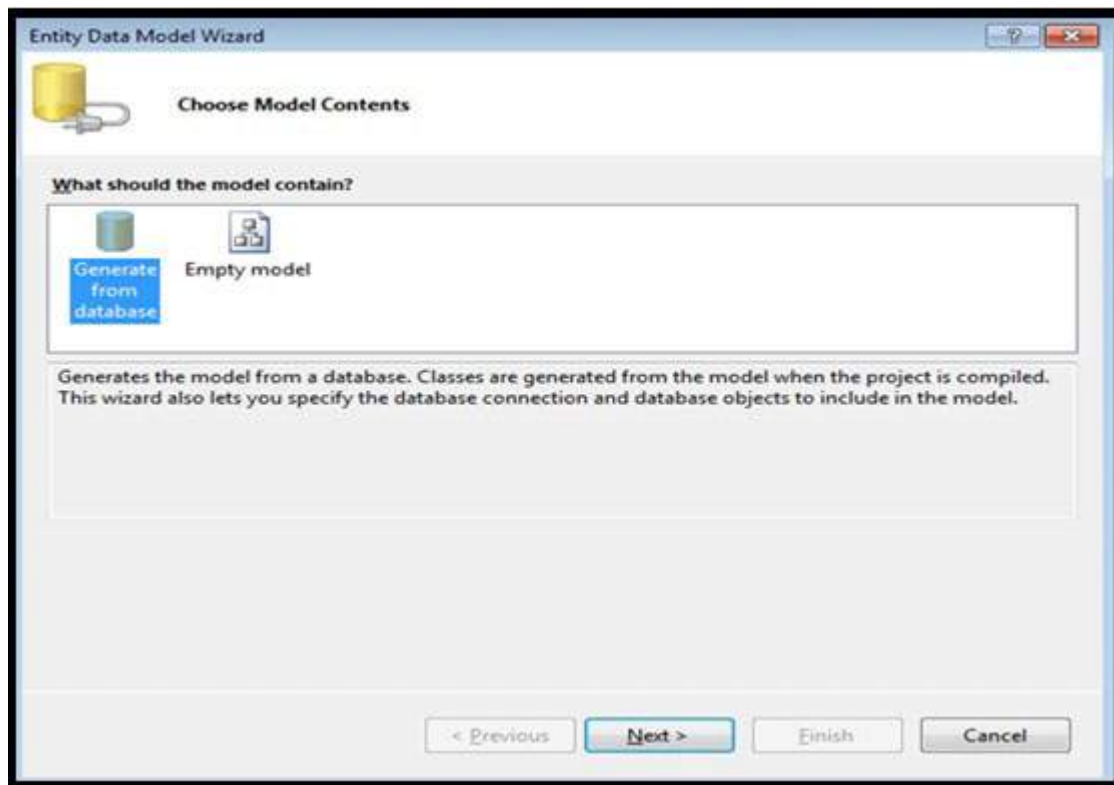 Entity Data Model Wizard
Choose Model Contents
What should the model contain?
Generate
from
database
Empty model
Generates the model from a database. Classes are generated from the model when the project is compiled.
This wizard also lets you specify the database connection and database objects to include in the model.
< Previous
Next >
Finish
Cancel